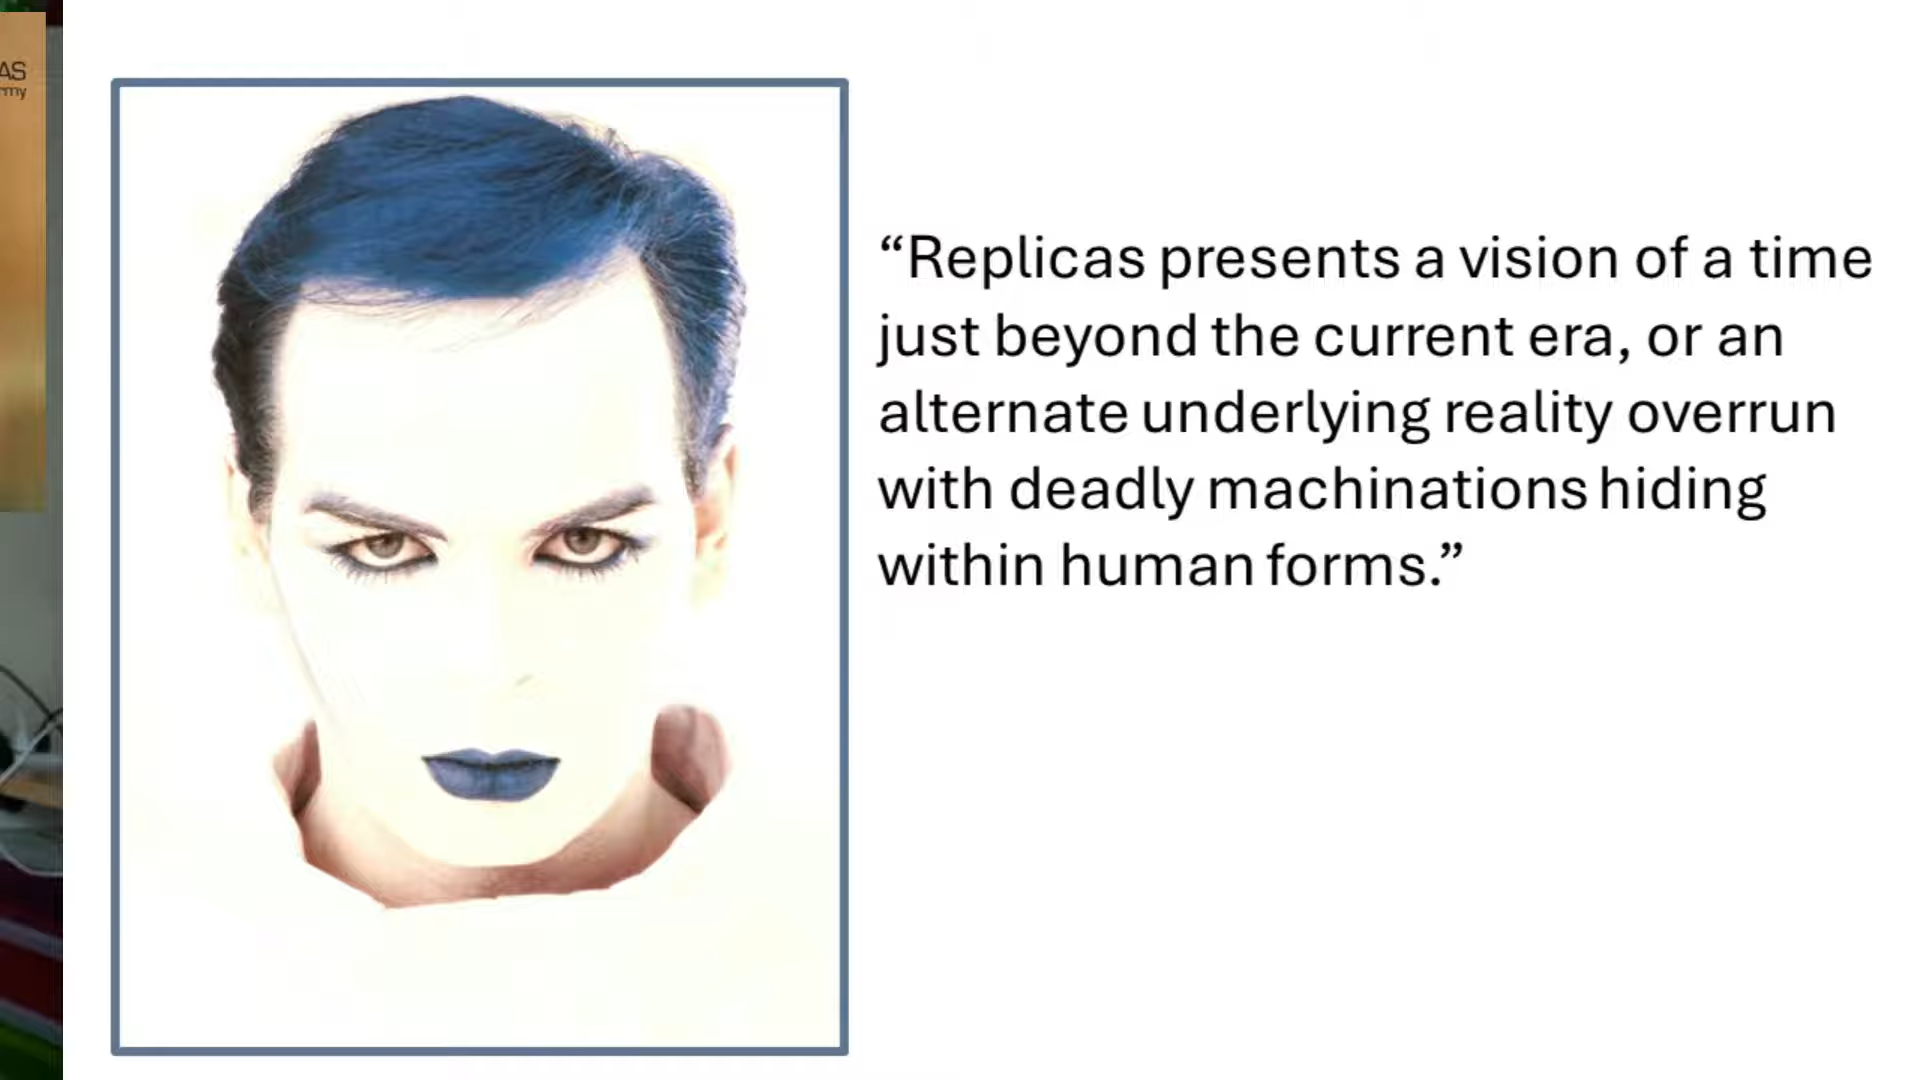 AS
rmy
“Replicas presents a vision of a time
just beyond the current era, or an
alternate underlying reality overrun
with deadly machinations hiding
within human forms.”